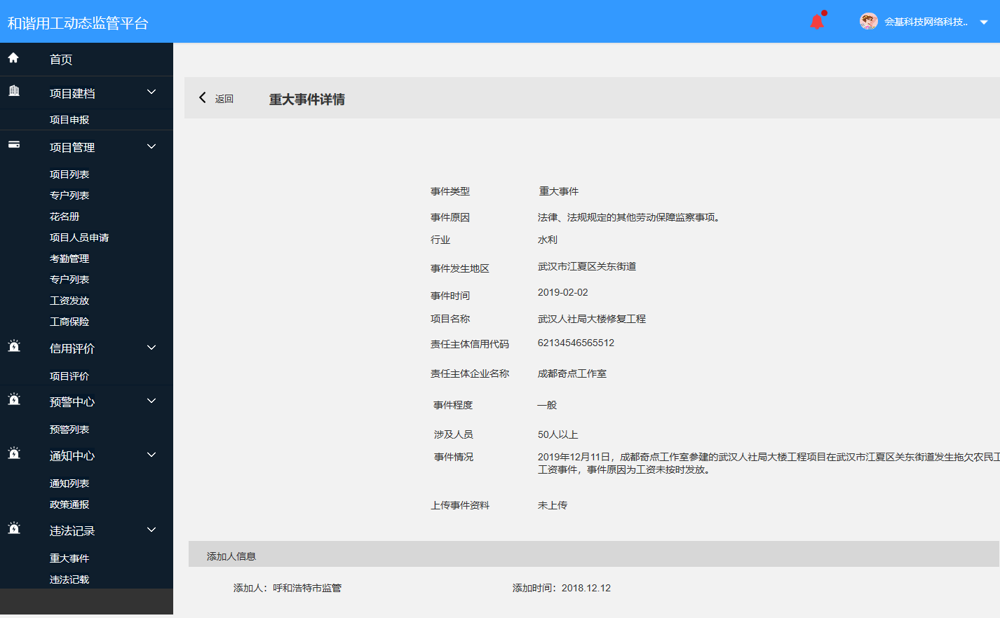 和谐用工动态监管平台
会基科技网络科技..
首页
项目建档
项目申报
项目管理
项目列表
专户列表
花名册
项目人员申请
考勤管理
专户列表
工资发放
工商保险
信用评价
项目评价
预警中心
预警列表
通知中心
通知列表
政策通报
违法记录
重大事件
违法记载
返回 重大事件详情
事件类型 重大事件
事件原因 法律、法规规定的其他劳动保障监察事项。
行业 水利
事件发生地区 武汉市江夏区关东街道
事件时间 2019-02-02
项目名称 武汉人社局大楼修复工程
责任主体信用代码 62134546565512
责任主体企业名称 成都奇点工作室
事件程度 一般
涉及人员 50人以上
事件情况 2019年12月11日，成都奇点工作室参建的武汉人社局大楼工程项目在武汉市江夏区关东街道发生拖欠农民工
工资事件，事件原因为工资未按时发放。
上传事件资料 未上传
添加人信息
添加人：呼和浩特市监管 添加时间：2018.12.12